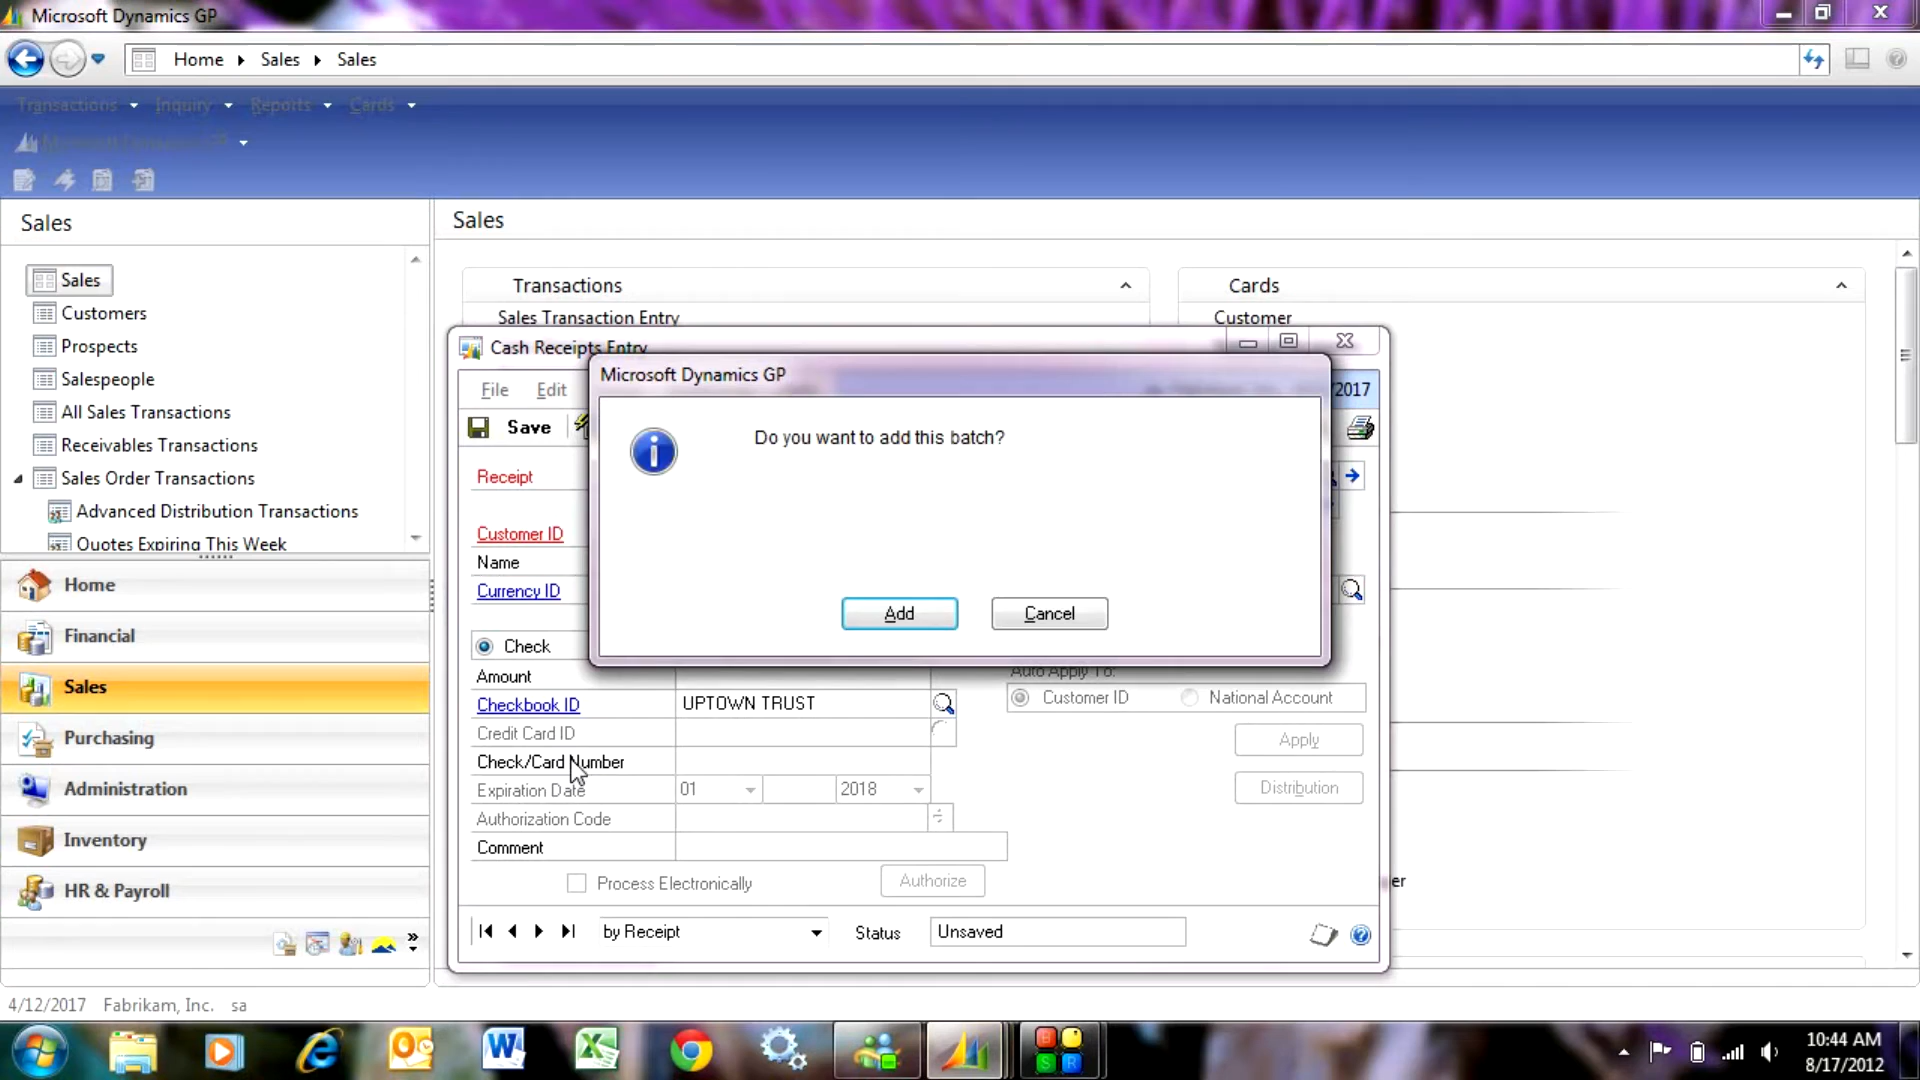 Microsoft Dynamics GP
Home Sales Sales
Transactions Inquiry Reports Cards
Sales
Sales
Customers
Prospects
Salespeople
All Sales Transactions
Receivables Transactions
Sales Order Transactions
Advanced Distribution Transactions
Quotes Expiring This Week
Home
Financial
Sales
Purchasing
Administration
Inventory
HR & Payroll
Sales
Transactions
Sales Transaction Entry
Cards
Customer
Cash Receipts Entry
File Edit
2017
Save
Receipt
Customer ID
Name
Currency ID
Check
Amount
Checkbook ID UPTOWN TRUST
Credit Card ID
Check/Card Number
Expiration Date 01 2018
Authorization Code
Comment
Process Electronically Authorize
Auto Apply To:
Customer ID National Account
Apply
Distribution
by Receipt Status Unsaved
er
Microsoft Dynamics GP
Do you want to add this batch?
Add Cancel
4/12/2017 Fabrikam, Inc. sa
10:44 AM
8/17/2012